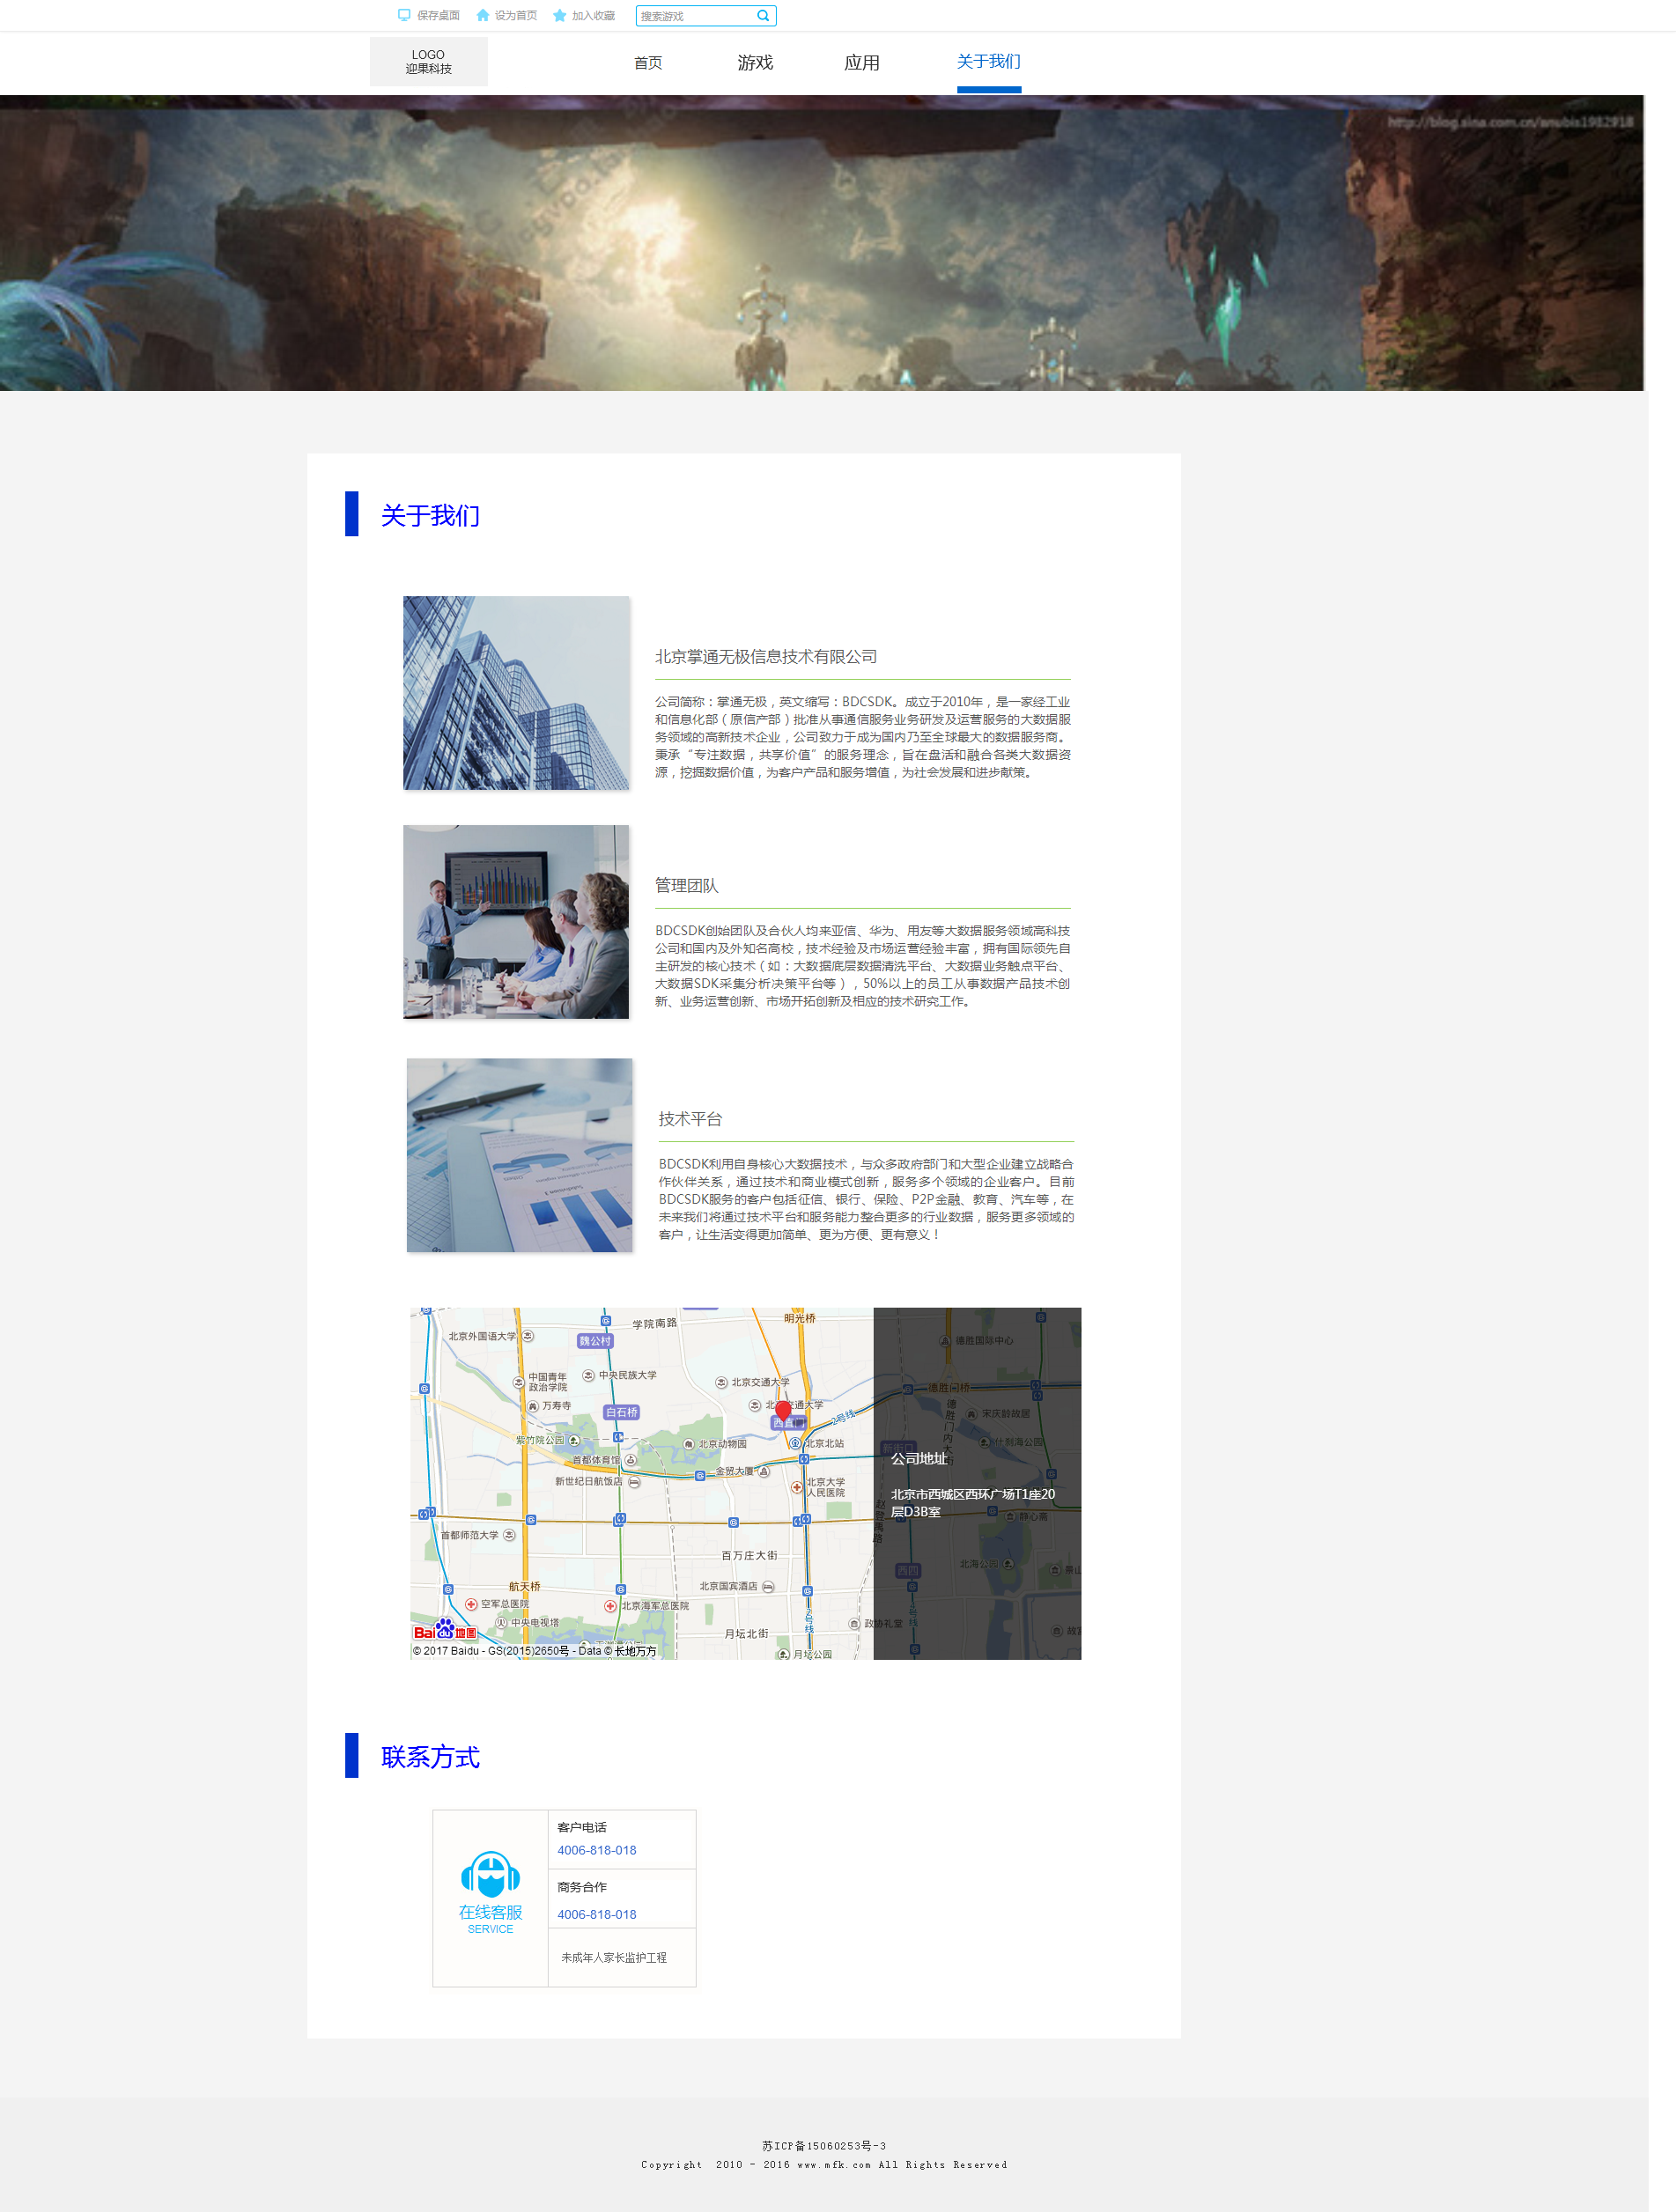 保存桌面 设为首页 加入收藏 搜索游戏
LOGO
迎果科技
首页 游戏 应用 关于我们
http://blog.sina.com.cn/anubis1982918
关于我们
北京掌通无极信息技术有限公司
公司简称：掌通无极，英文缩写：BDCSDK。成立于2010年，是一家经工业
和信息化部（原信产部）批准从事通信服务业务研发及运营服务的大数据服
务领域的高新技术企业，公司致力于成为国内乃至全球最大的数据服务商。
秉承“专注数据，共享价值”的服务理念，旨在盘活和融合各类大数据资
源，挖掘数据价值，为客户产品和服务增值，为社会发展和进步献策。
管理团队
BDCSDK创始团队及合伙人均来亚信、华为、用友等大数据服务领域高科技
公司和国内及外知名高校，技术经验及市场运营经验丰富，拥有国际领先自
主研发的核心技术（如：大数据底层数据清洗平台、大数据业务触点平台、
大数据SDK采集分析决策平台等），50%以上的员工从事数据产品技术创
新、业务运营创新、市场开拓创新及相应的技术研究工作。
技术平台
BDCSDK利用自身核心大数据技术，与众多政府部门和大型企业建立战略合
作伙伴关系，通过技术和商业模式创新，服务多个领域的企业客户。目前
BDCSDK服务的客户包括征信、银行、保险、P2P金融、教育、汽车等，在
未来我们将通过技术平台和服务能力整合更多的行业数据，服务更多领域的
客户，让生活变得更加简单、更为方便、更有意义！
明光桥
学院南路
北京外国语大学
魏公村
德胜国际中心
中国青年
政治学院
中央民族大学
北京交通大学
德胜门桥
万寿寺
白石桥
北京交通大学
2号线
德胜门内大街
宋庆龄故居
紫竹院公园
北京动物园
北京北站
什刹海公园
首都体育馆
金贸大厦
新街口
新世纪日航饭店
北京大学
人民医院
公司地址
北京市西城区西环广场T1座20
层D3B室
赵登禹路
静心斋
首都师范大学
百万庄大街
北海公园
西四
航天桥
北京国宾酒店
空军总医院
北京海军总医院
2号线
中央电视塔
月坛北街
政协礼堂
Bai du 地图
月坛公园
© 2017 Baidu - GS(2015)2650号 - Data © 长地万方
联系方式
客户电话
4006-818-018
商务合作
4006-818-018
在线客服
SERVICE
未成年人家长监护工程
苏ICP备15060253号-3
Copyright 2010 - 2016 www.mfk.com All Rights Reserved